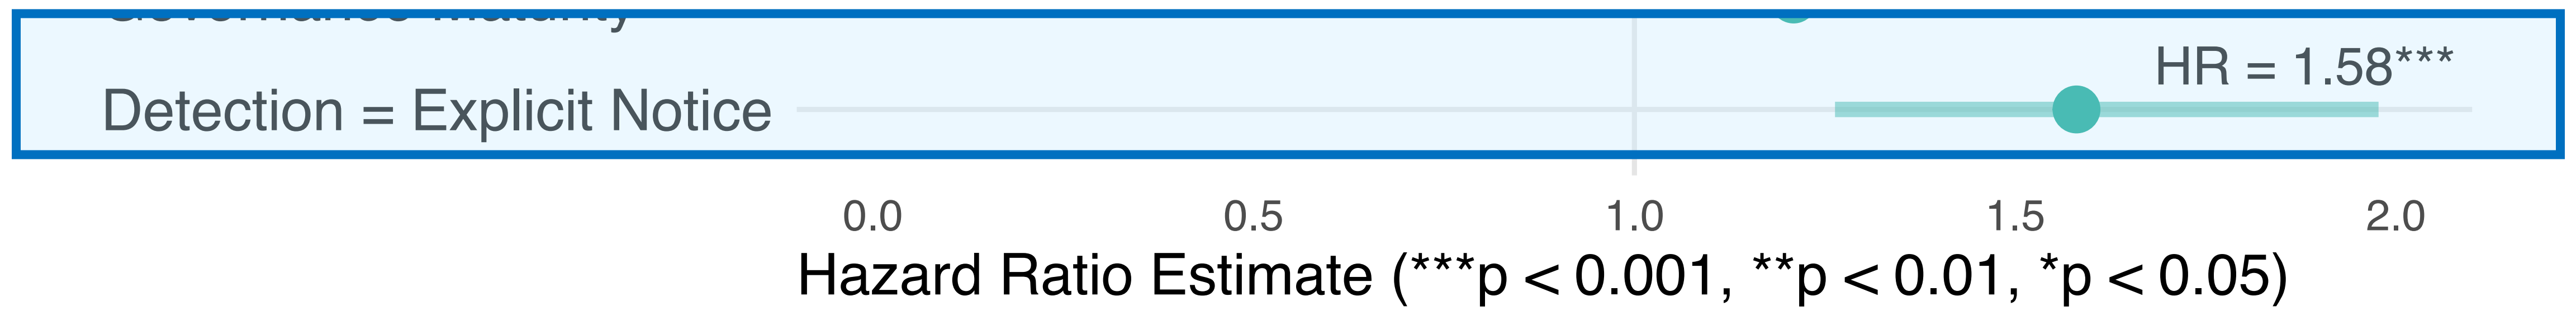 HR = 1.58***
Detection = Explicit Notice
0.0 0.5 1.0 1.5 2.0
Hazard Ratio Estimate (***p < 0.001, **p < 0.01, *p < 0.05)